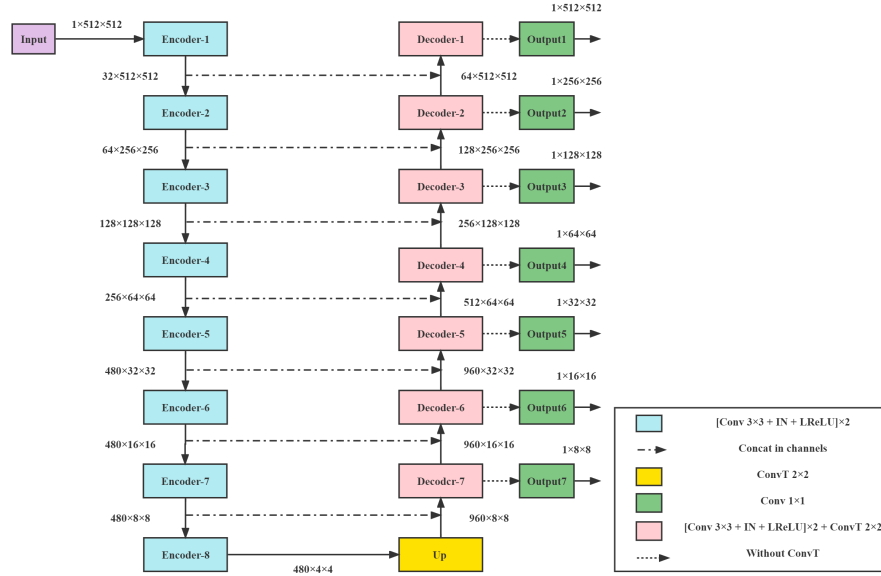 1×512×512
1×512×512
Input
Encoder-1
Decoder-1
Output1
32×512×512
64×512×512
1×256×256
Encoder-2
Decoder-2
Output2
64×256×256
128×256×256
1×128×128
Encoder-3
Decoder-3
Output3
128×128×128
256×128×128
1×64×64
Encoder-4
Decoder-4
Output4
256×64×64
512×64×64
1×32×32
Encoder-5
Decoder-5
Output5
480×32×32
960×32×32
1×16×16
Encoder-6
Decoder-6
Output6
480×16×16
960×16×16
1×8×8
Encoder-7
Decodcr-7
Output7
480×8×8
960×8×8
Encoder-8
Up
480×4×4
[Conv 3×3 + IN + LReLU]×2
Concat in channels
ConvT 2×2
Conv 1×1
[Conv 3×3 + IN + LReLU]×2 + ConvT 2×2
Without ConvT